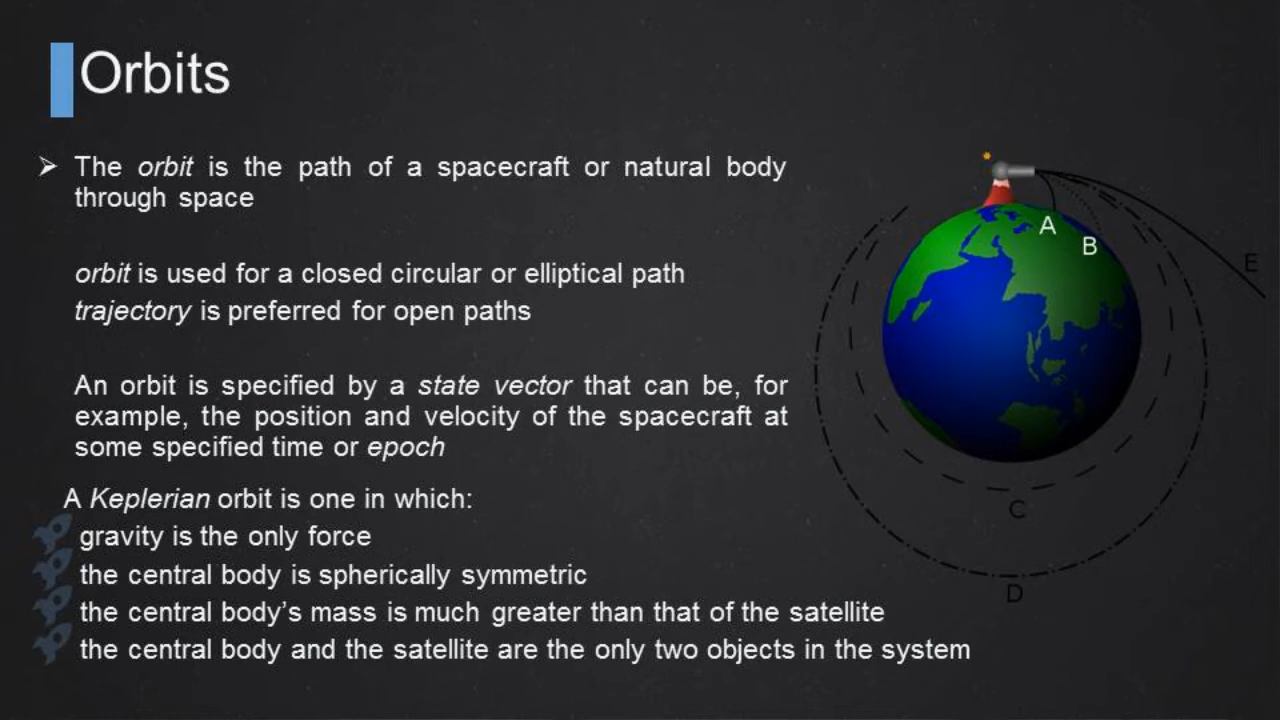 Orbits
The orbit is the path of a spacecraft or natural body
through space
orbit is used for a closed circular or elliptical path
trajectory is preferred for open paths
An orbit is specified by a state vector that can be, for
example, the position and velocity of the spacecraft at
some specified time or epoch
A Keplerian orbit is one in which:
gravity is the only force
the central body is spherically symmetric
the central body’s mass is much greater than that of the satellite
the central body and the satellite are the only two objects in the system
A
B
E
C
D